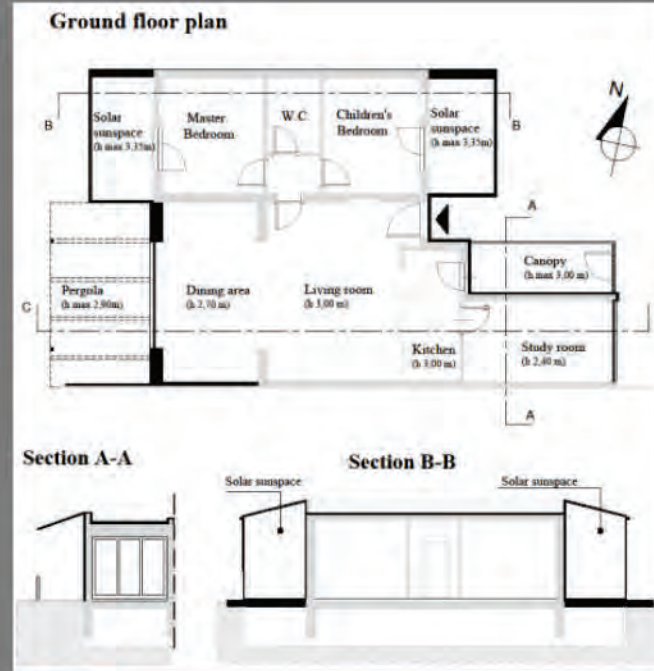 Ground floor plan
N
B
B
Solar
sunspace
(h max 3,35m)
Master
Bedroom
W.C
Children's
Bedroom
Solar
sunspace
(h max 3,35m)
A
Canopy
(h max 3,00 m)
Pergola
(h max 2,90m)
Dining area
(h 2,70 m)
Living room
(h 3,00 m)
C
Kitchen
(h 3,00 m)
Study room
(h 2,40 m)
A
Section A-A
Section B-B
Solar sunspace
Solar sunspace